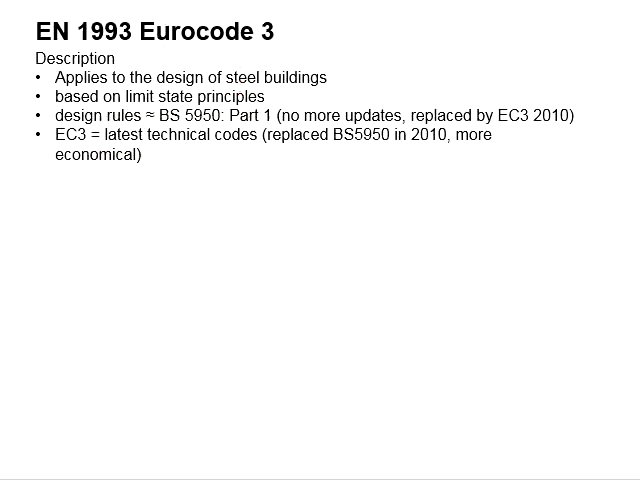 EN 1993 Eurocode 3
Description
• Applies to the design of steel buildings
• based on limit state principles
• design rules ≈ BS 5950: Part 1 (no more updates, replaced by EC3 2010)
• EC3 = latest technical codes (replaced BS5950 in 2010, more
economical)